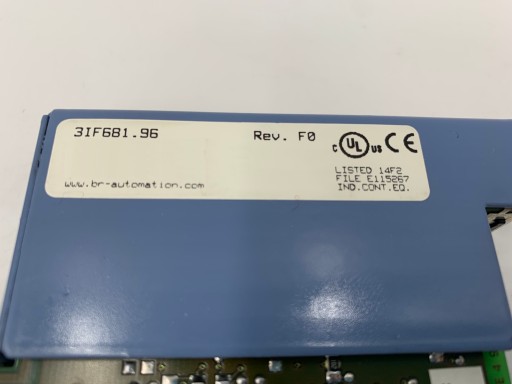 3IF681.96 Rev. F0
c UL us CE
LISTED 14F2
FILE E115267
IND.CONT.EQ.
www.br-automation.com